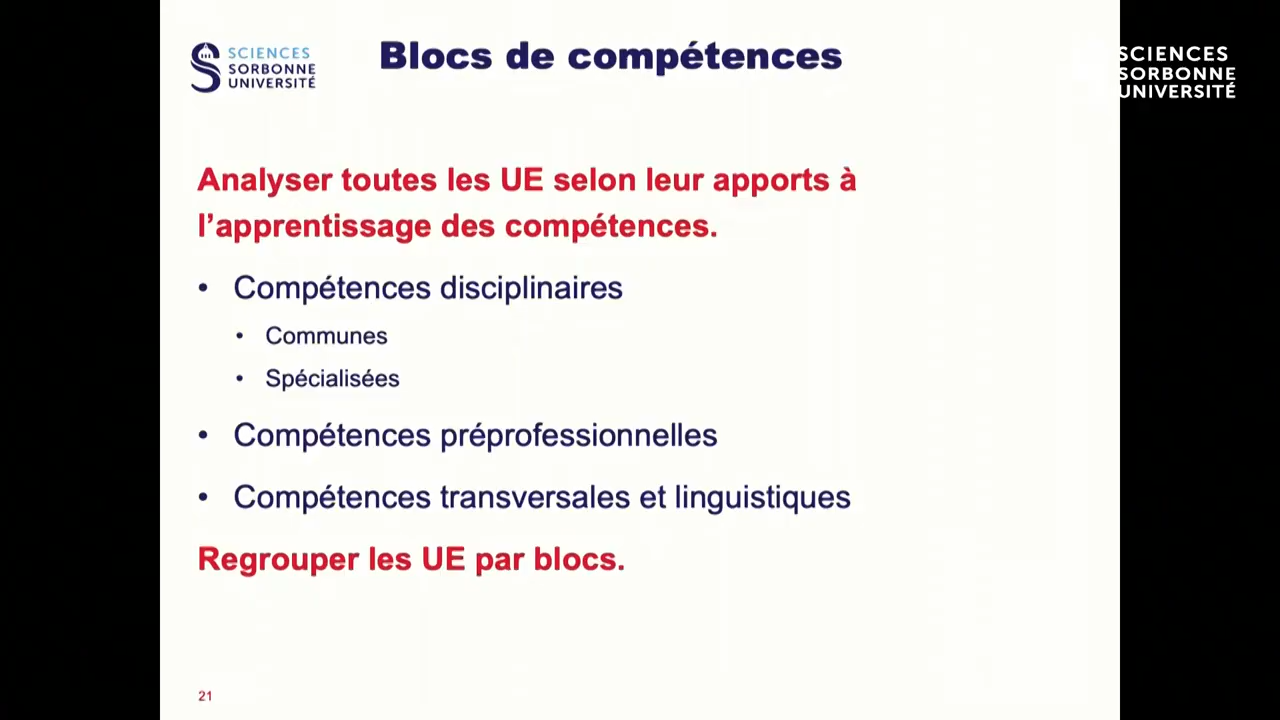 SCIENCES
SORBONNE
UNIVERSITÉ
Blocs de compétences
SCIENCES
SORBONNE
UNIVERSITÉ
Analyser toutes les UE selon leur apports à
l’apprentissage des compétences.
• Compétences disciplinaires
• Communes
• Spécialisées
• Compétences préprofessionnelles
• Compétences transversales et linguistiques
Regrouper les UE par blocs.
21